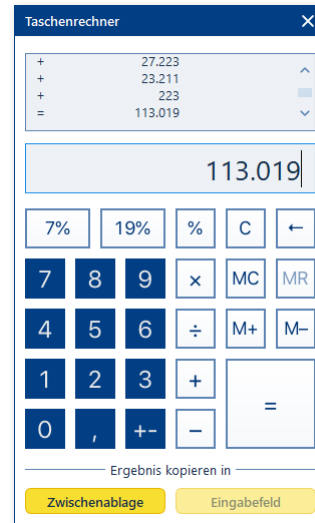 Taschenrechner ×
+ 27.223
+ 23.211
+ 223
= 113.019
113.019
7% 19% % C ←
7 8 9 × MC MR
4 5 6 ÷ M+ M–
1 2 3 + =
0 , +- –
Ergebnis kopieren in
Zwischenablage Eingabefeld